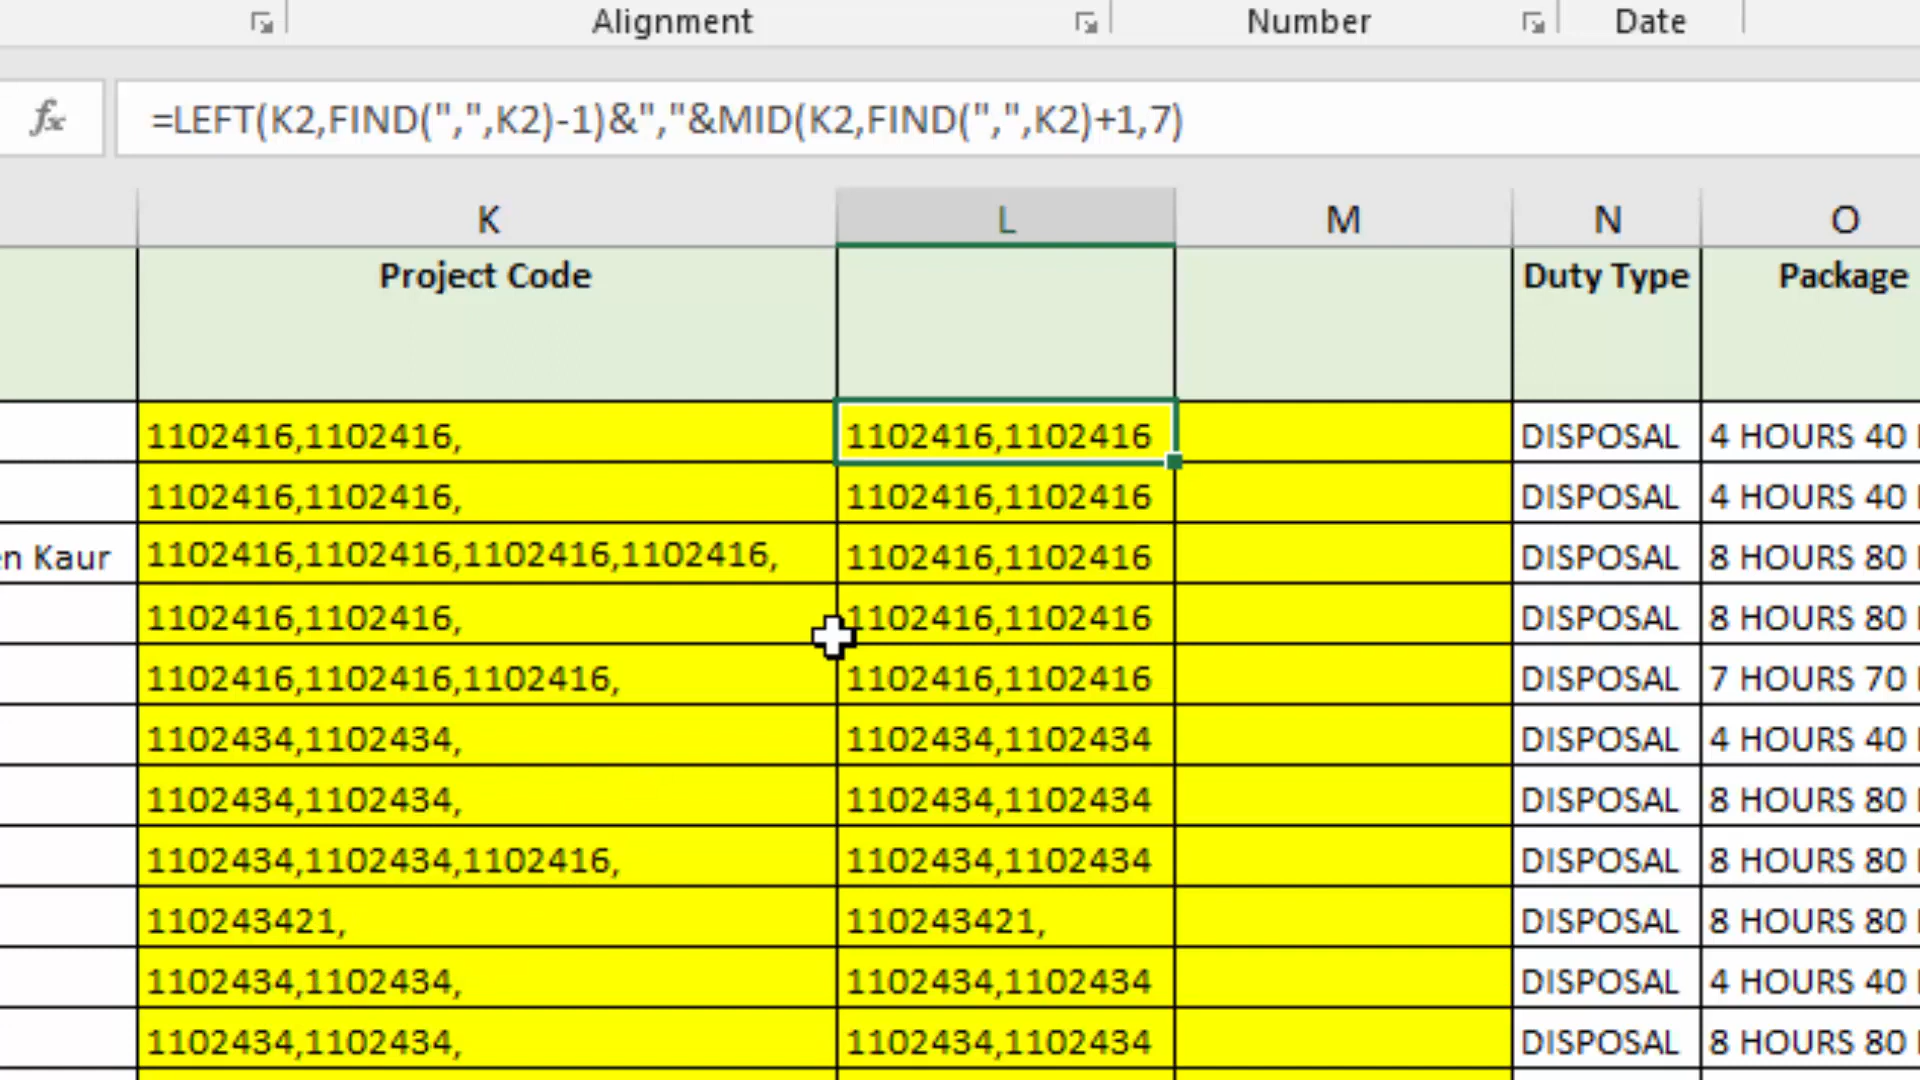 Alignment Number Date
fx =LEFT(K2,FIND(",",K2)-1)&","&MID(K2,FIND(",",K2)+1,7)
K L M N O
Project Code Duty Type Package
1102416,1102416, 1102416,1102416 DISPOSAL 4 HOURS 40
1102416,1102416, 1102416,1102416 DISPOSAL 4 HOURS 40
en Kaur 1102416,1102416,1102416,1102416, 1102416,1102416 DISPOSAL 8 HOURS 80
1102416,1102416, 1102416,1102416 DISPOSAL 8 HOURS 80
1102416,1102416,1102416, 1102416,1102416 DISPOSAL 7 HOURS 70
1102434,1102434, 1102434,1102434 DISPOSAL 4 HOURS 40
1102434,1102434, 1102434,1102434 DISPOSAL 8 HOURS 80
1102434,1102434,1102416, 1102434,1102434 DISPOSAL 8 HOURS 80
110243421, 110243421, DISPOSAL 8 HOURS 80
1102434,1102434, 1102434,1102434 DISPOSAL 4 HOURS 40
1102434,1102434, 1102434,1102434 DISPOSAL 8 HOURS 80